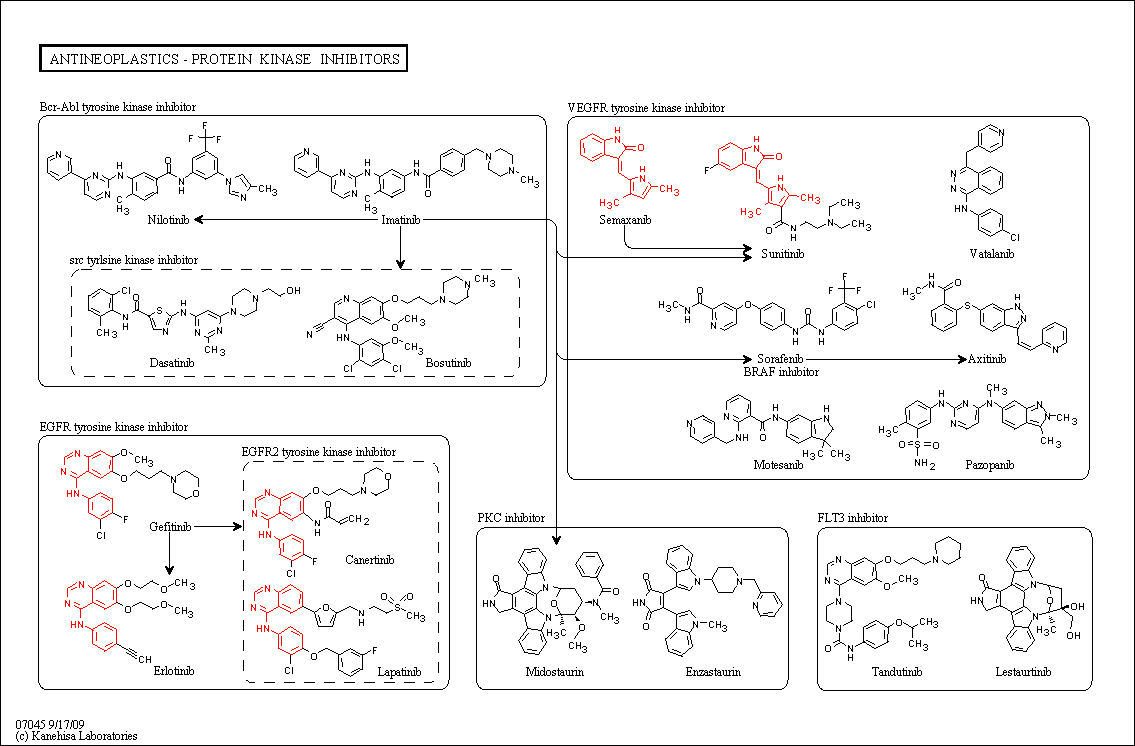 ANTINEOPLASTICS - PROTEIN KINASE INHIBITORS
Bcr-Abl tyrosine kinase inhibitor
Nilotinib
Imatinib
src tyrlsine kinase inhibitor
Dasatinib
Bosutinib
VEGFR tyrosine kinase inhibitor
Semaxanib
Sunitinib
Vatalanib
Sorafenib
BRAF inhibitor
Axitinib
Motesanib
Pazopanib
EGFR tyrosine kinase inhibitor
Gefitinib
Erlotinib
EGFR2 tyrosine kinase inhibitor
Canertinib
Lapatinib
PKC inhibitor
Midostaurin
Enzastaurin
FLT3 inhibitor
Tandutinib
Lestaurtinib
07045 9/17/09
(c) Kanehisa Laboratories